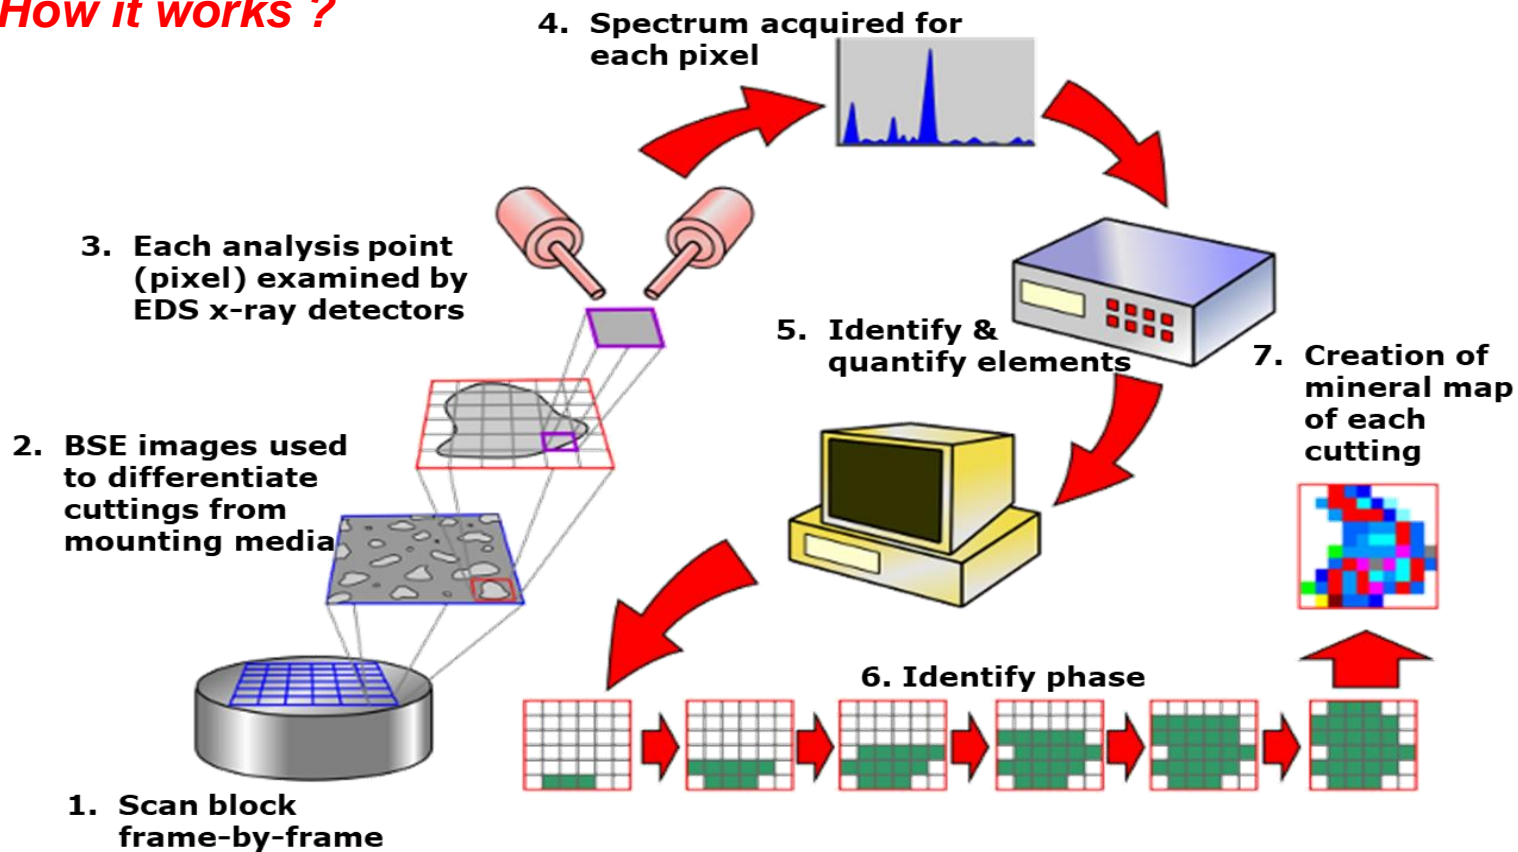 How it works ?
4. Spectrum acquired for
each pixel
3. Each analysis point
(pixel) examined by
EDS x-ray detectors
5. Identify &
quantify elements
7. Creation of
mineral map
of each
cutting
2. BSE images used
to differentiate
cuttings from
mounting media
6. Identify phase
1. Scan block
frame-by-frame